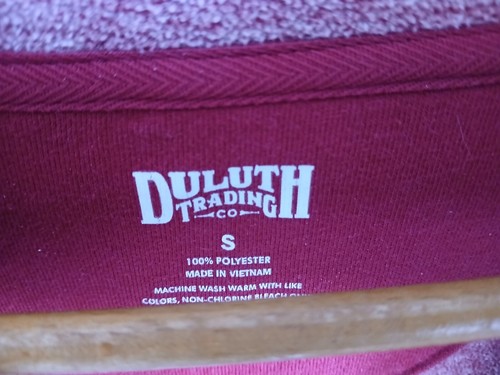 DULUTH
TRADING
CO
S
100% POLYESTER
MADE IN VIETNAM
MACHINE WASH WARM WITH LIKE
COLORS, NON-CHLORINE BLEACH